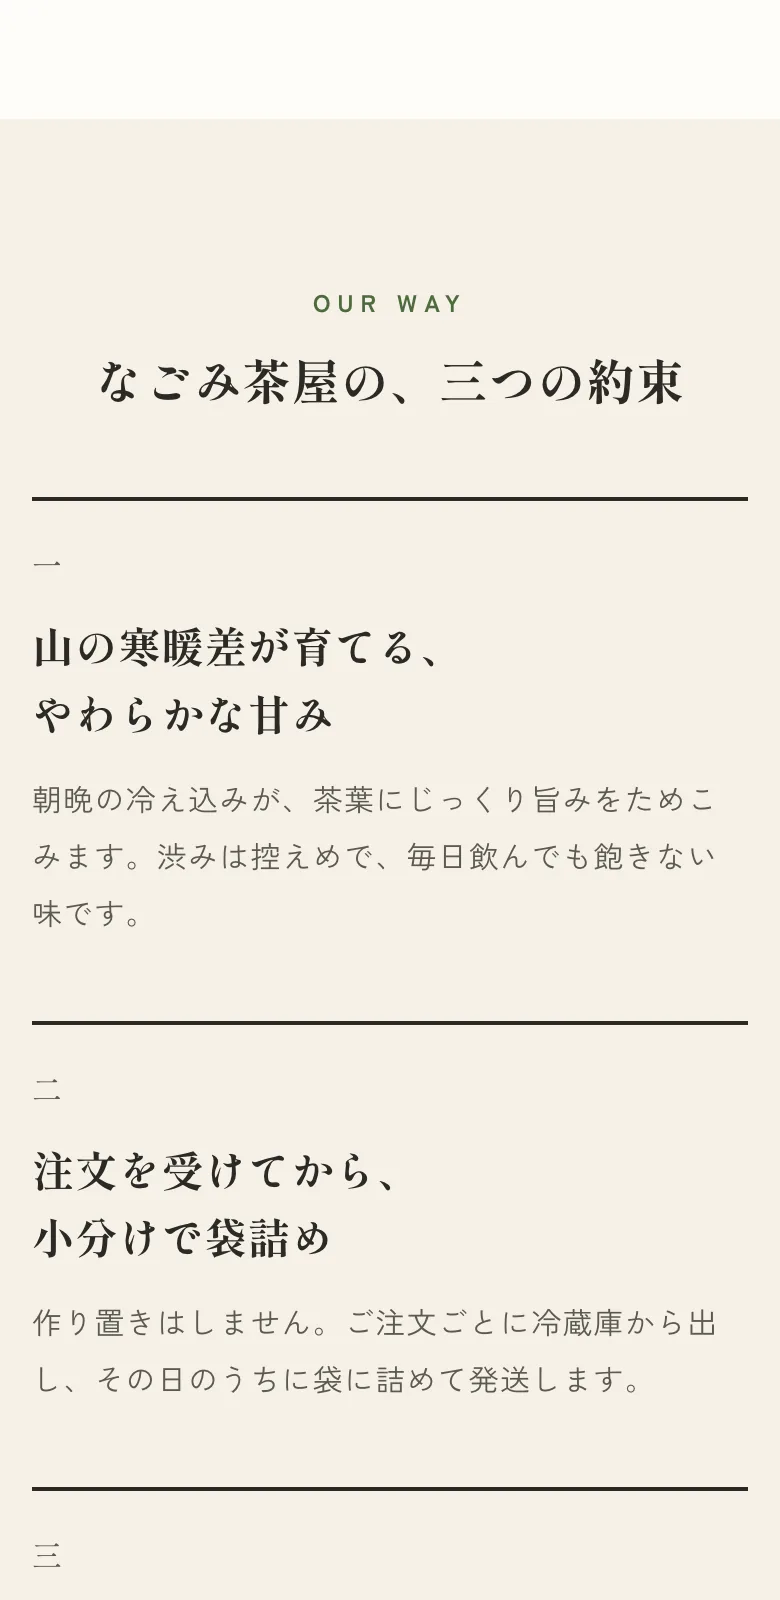 OUR WAY
なごみ茶屋の、三つの約束
一
山の寒暖差が育てる、
やわらかな甘み
朝晩の冷え込みが、茶葉にじっくり旨みをためこ
みます。渋みは控えめで、毎日飲んでも飽きない
味です。
二
注文を受けてから、
小分けで袋詰め
作り置きはしません。ご注文ごとに冷蔵庫から出
し、その日のうちに袋に詰めて発送します。
三